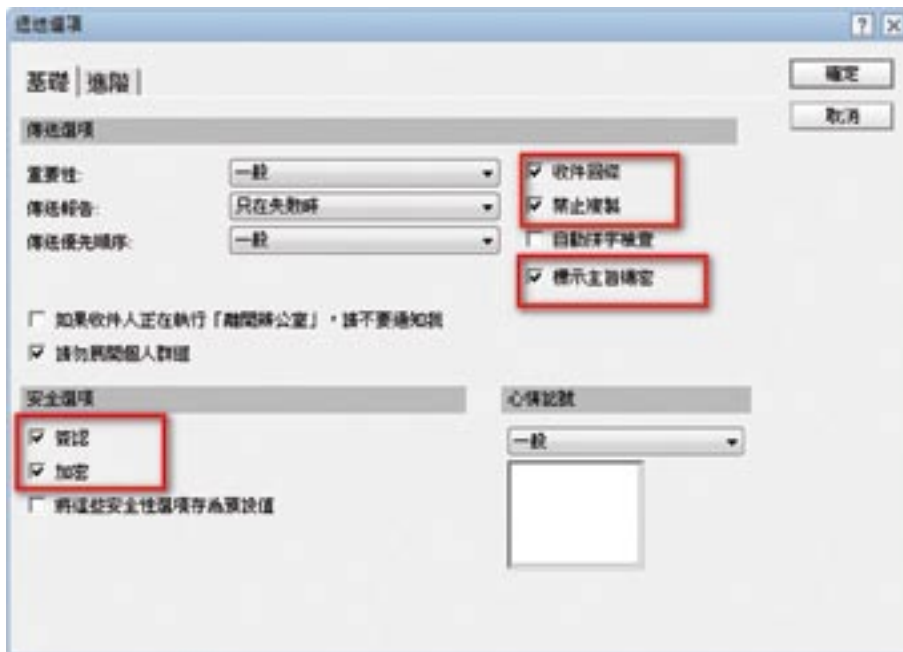 遞送選項
基礎 進階
確定
取消
傳送選項
重要性: 一般
收件回條
傳送報告: 只在失敗時
禁止複製
傳送優先順序: 一般
自動拼字檢查
標示主旨機密
如果收件人正在執行「離開辦公室」，請不要通知我
請勿展開個人群組
安全選項
心情記號
簽認
一般
加密
將這些安全性選項存為預設值